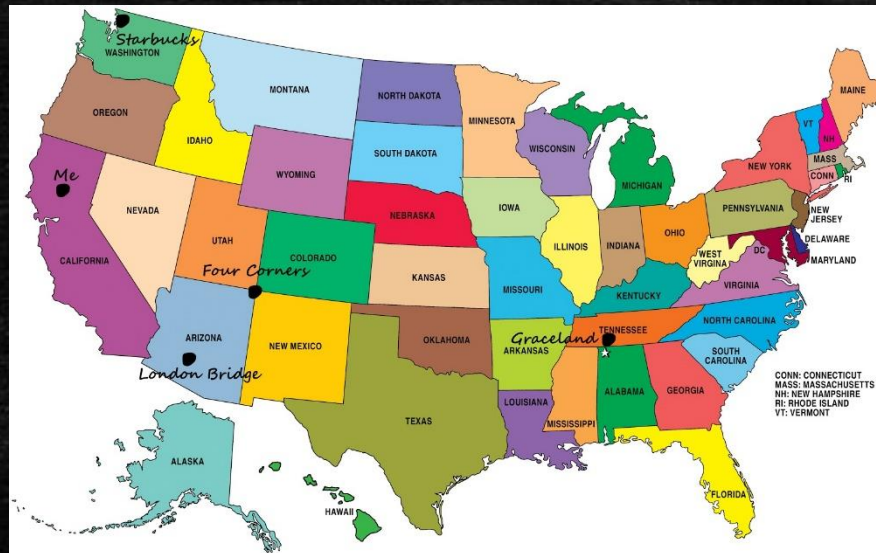 Starbucks
WASHINGTON
MONTANA
NORTH DAKOTA
MINNESOTA
MAINE
OREGON
IDAHO
SOUTH DAKOTA
WISCONSIN
VT
NH
MICHIGAN
NEW YORK
MASS
CONN
RI
Me
WYOMING
NEVADA
NEBRASKA
IOWA
PENNSYLVANIA
NEW
JERSEY
UTAH
COLORADO
ILLINOIS
INDIANA
OHIO
WEST
VIRGINIA
DC
DELAWARE
MARYLAND
CALIFORNIA
Four Corners
KANSAS
MISSOURI
KENTUCKY
VIRGINIA
ARIZONA
NEW MEXICO
OKLAHOMA
Graceland
ARKANSAS
TENNESSEE
NORTH CAROLINA
London Bridge
SOUTH
CAROLINA
CONN: CONNECTICUT
MASS: MASSACHUSETTS
NH: NEW HAMPSHIRE
RI: RHODE ISLAND
VT: VERMONT
TEXAS
LOUISIANA
MISSISSIPPI
ALABAMA
GEORGIA
ALASKA
HAWAII
FLORIDA